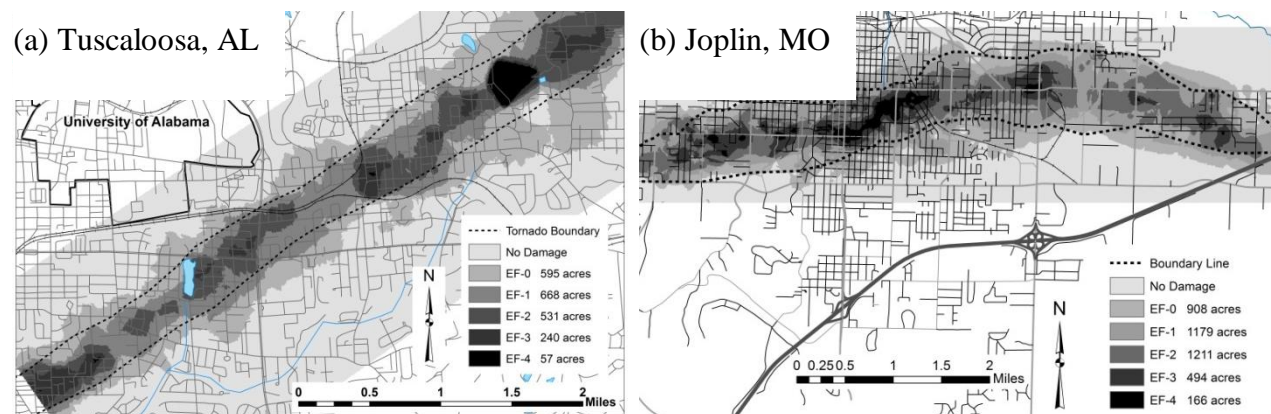 (a) Tuscaloosa, AL
University of Alabama
Tornado Boundary
No Damage
EF-0 595 acres
EF-1 668 acres
EF-2 531 acres
EF-3 240 acres
EF-4 57 acres
N
0 0.5 1 1.5 2
Miles
(b) Joplin, MO
Boundary Line
No Damage
EF-0 908 acres
EF-1 1179 acres
EF-2 1211 acres
EF-3 494 acres
EF-4 166 acres
N
0 0.25 0.5 1 1.5 2
Miles